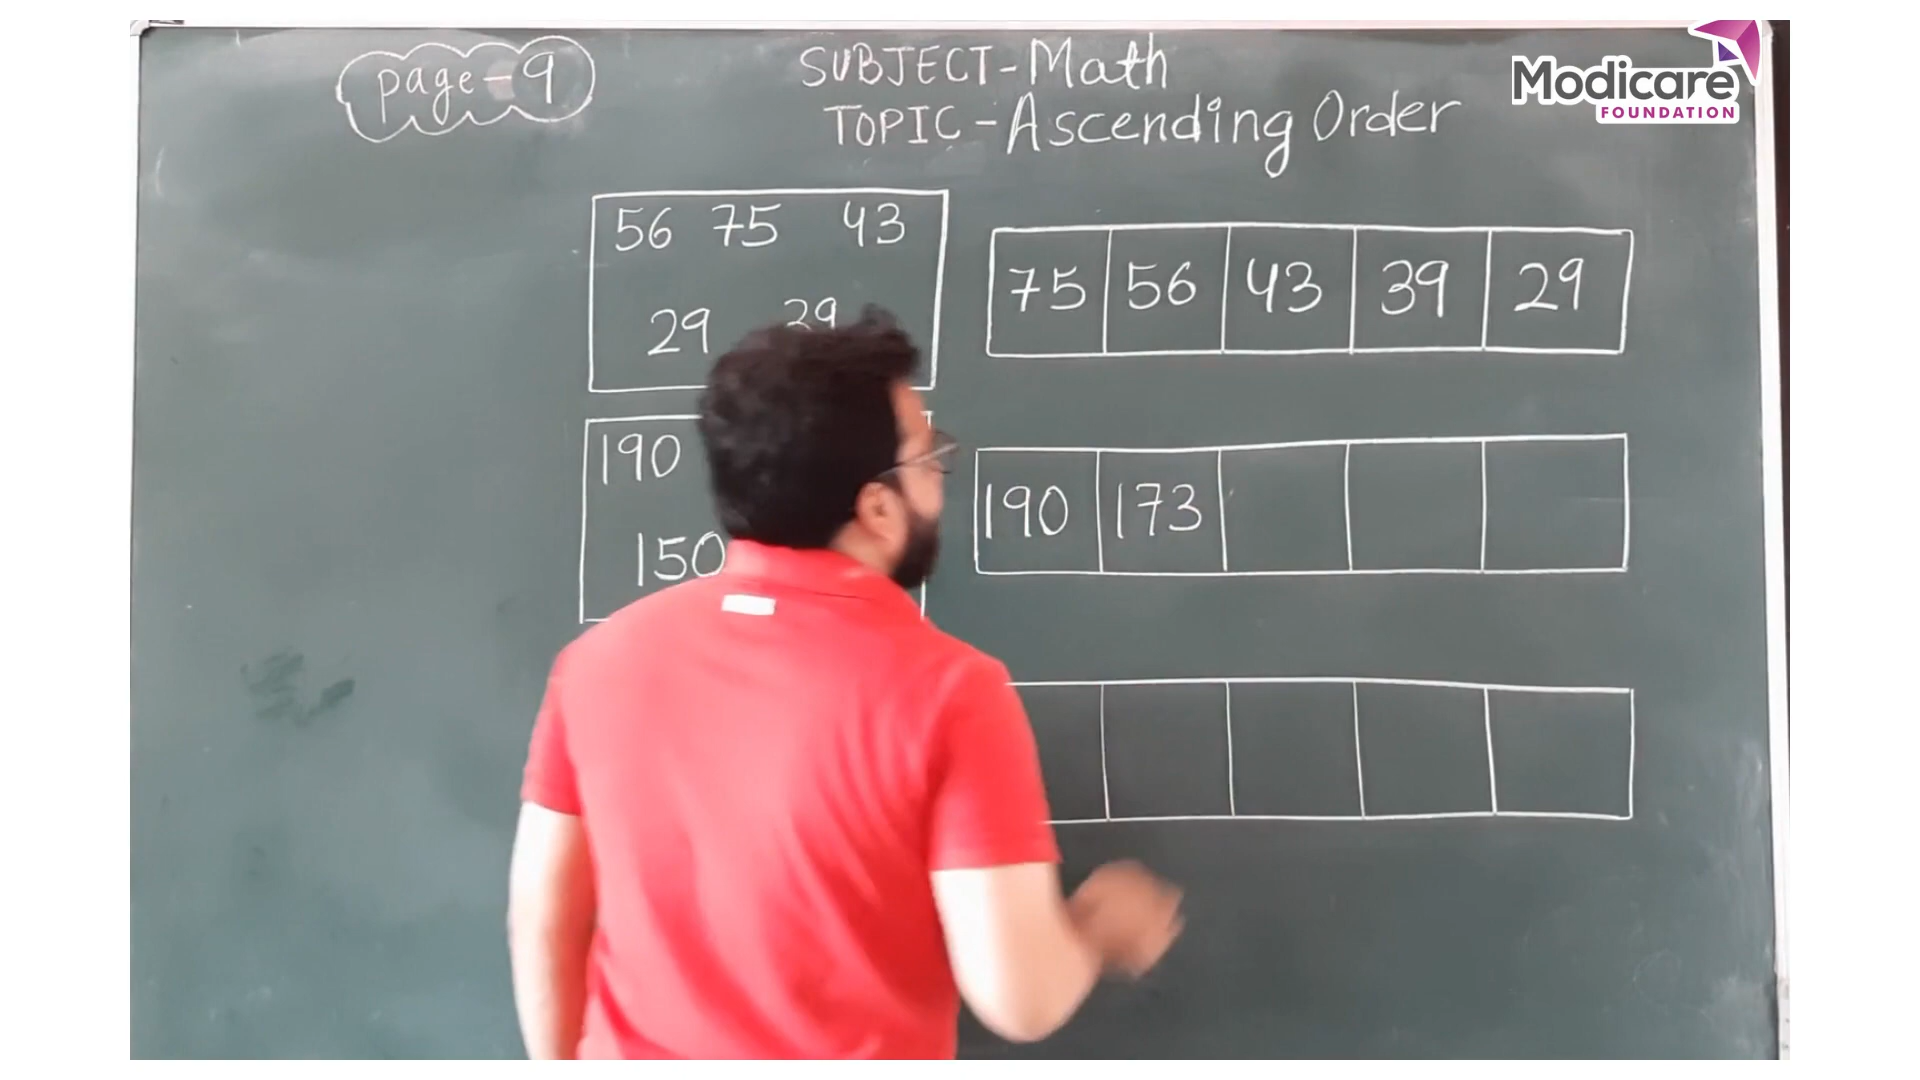 page-9
SUBJECT-Math
TOPIC-Ascending Order
Modicare
FOUNDATION
56 75 43
29 39
75 56 43 39 29
190
150
190 173